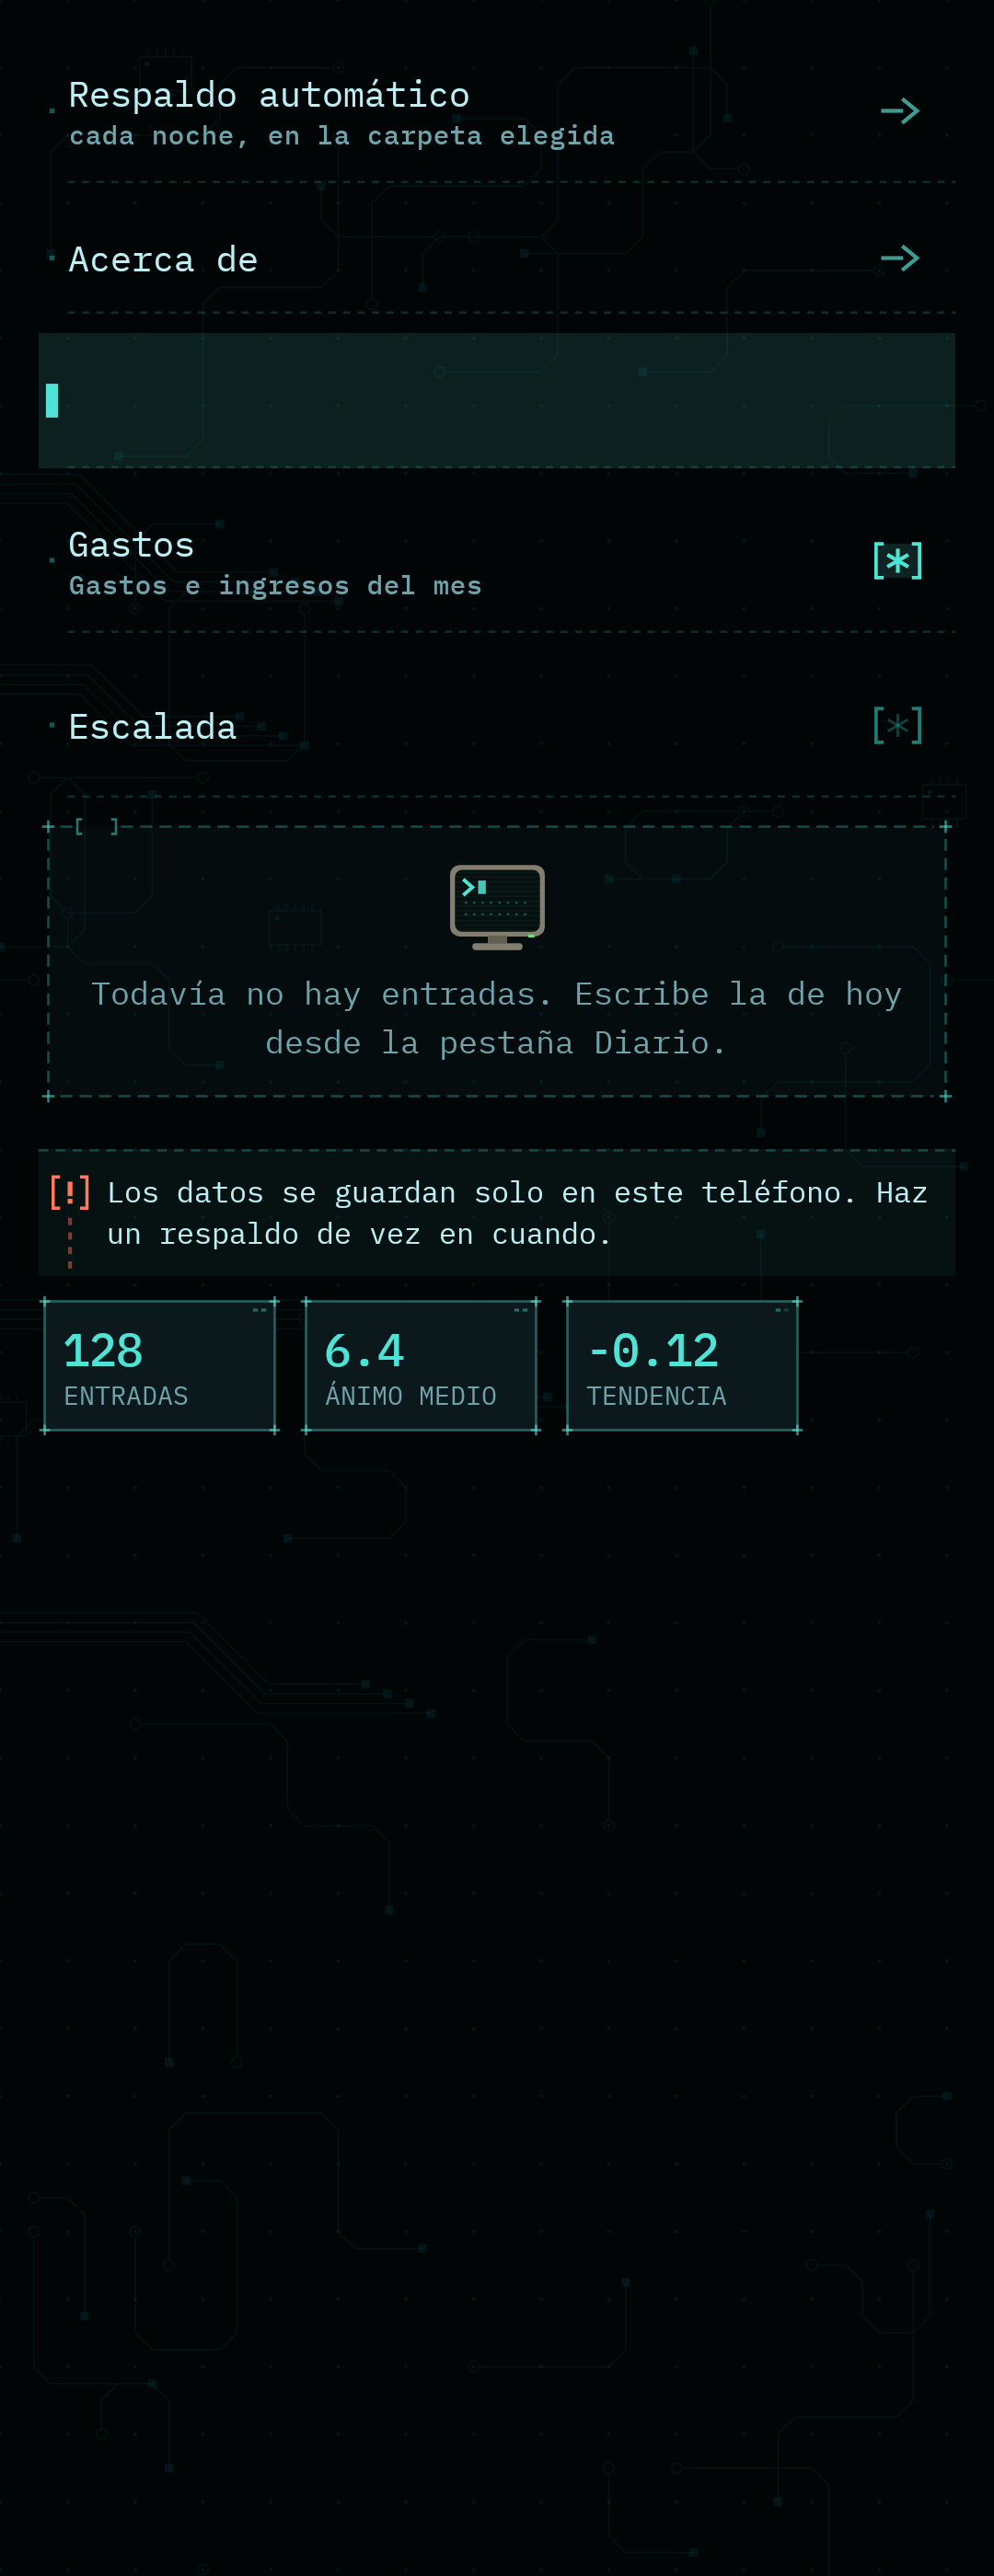 Respaldo automático
cada noche, en la carpeta elegida
Acerca de
Gastos
Gastos e ingresos del mes
[*]
Escalada
[*]
[ ]
Todavía no hay entradas. Escribe la de hoy
desde la pestaña Diario.
[!] Los datos se guardan solo en este teléfono. Haz
un respaldo de vez en cuando.
128
ENTRADAS
6.4
ÁNIMO MEDIO
-0.12
TENDENCIA